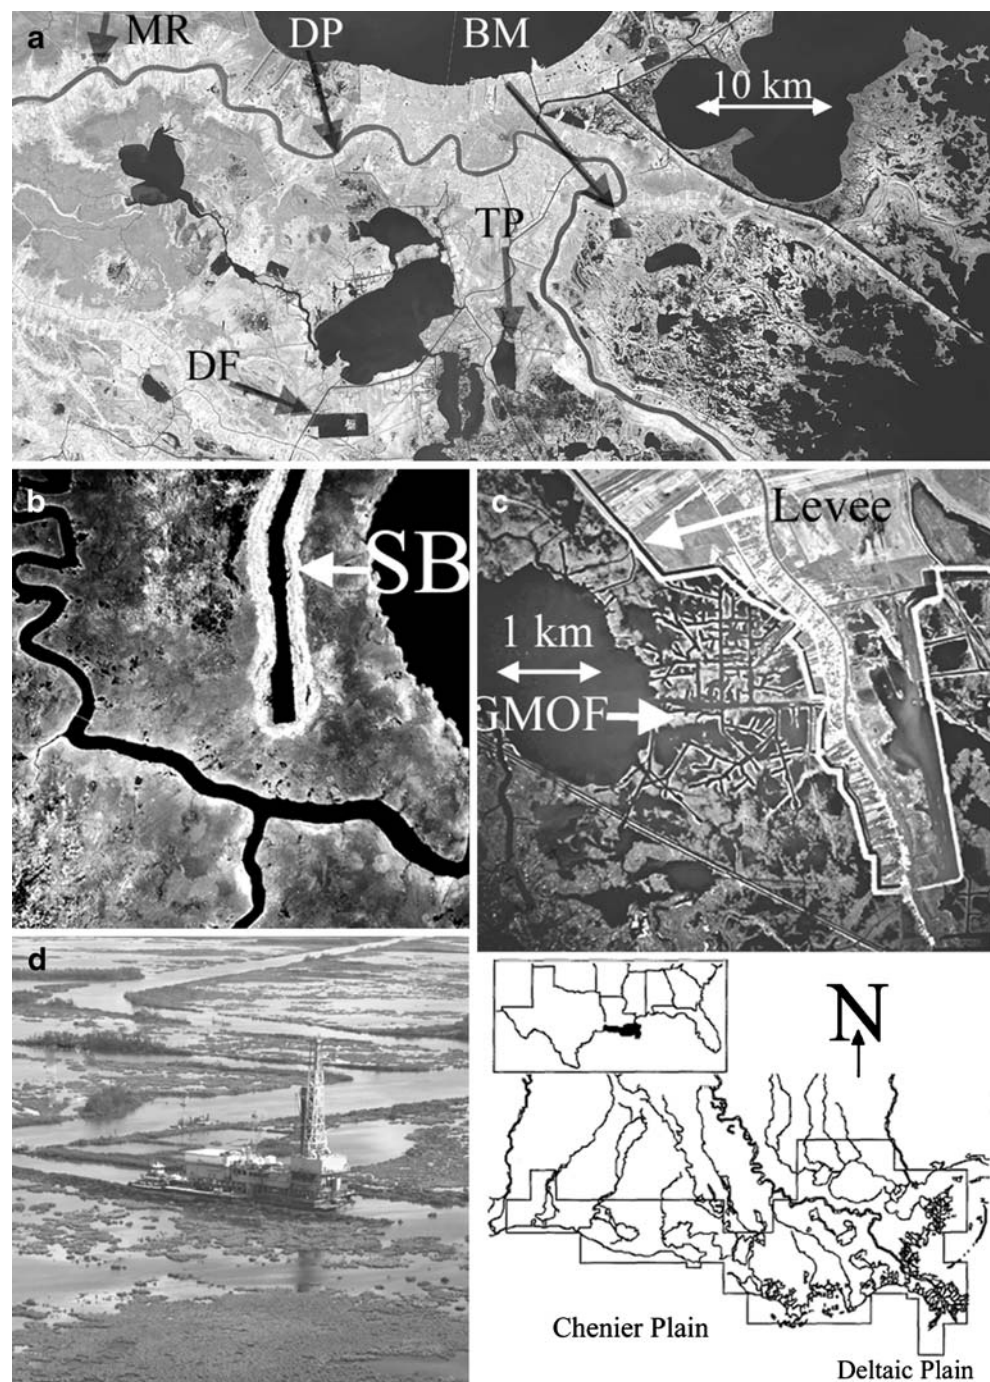 a
MR
DP
BM
10 km
TP
DF
b
SB
c
Levee
1 km
GMOF
d
N
Chenier Plain
Deltaic Plain